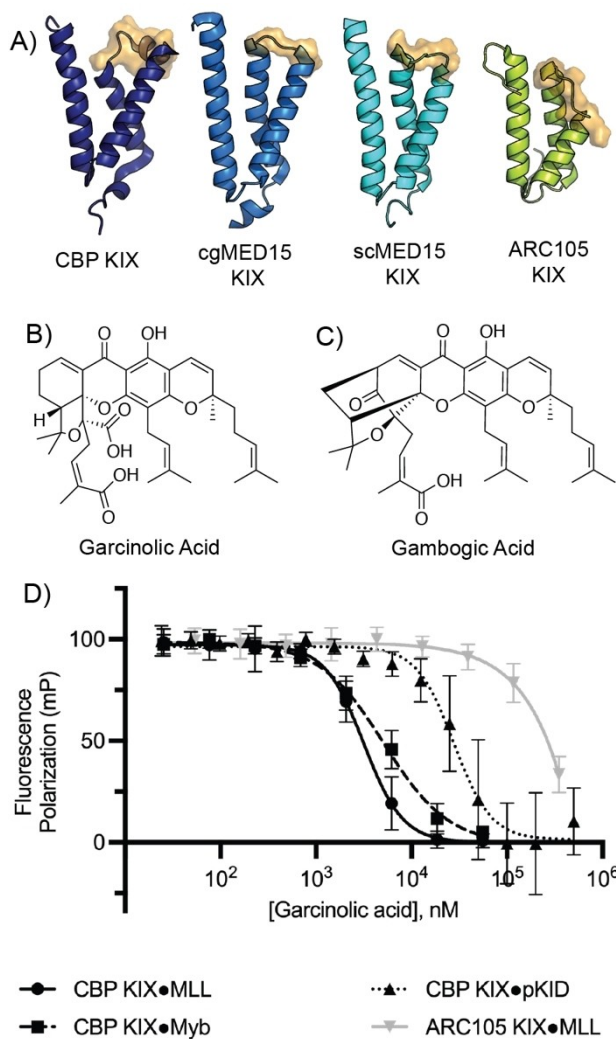 A)
CBP KIX
cgMED15
KIX
scMED15
KIX
ARC105
KIX
B)
O
OH
H
O
O
O
O
O
OH
O
OH
Garcinolic Acid
C)
O
OH
O
O
O
O
O
OH
Gambogic Acid
D)
Fluorescence
Polarization (mP)
100
50
0
10²
10³
10⁴
10⁵
10⁶
[Garcinolic acid], nM
CBP KIX●MLL
CBP KIX●pKID
CBP KIX●Myb
ARC105 KIX●MLL